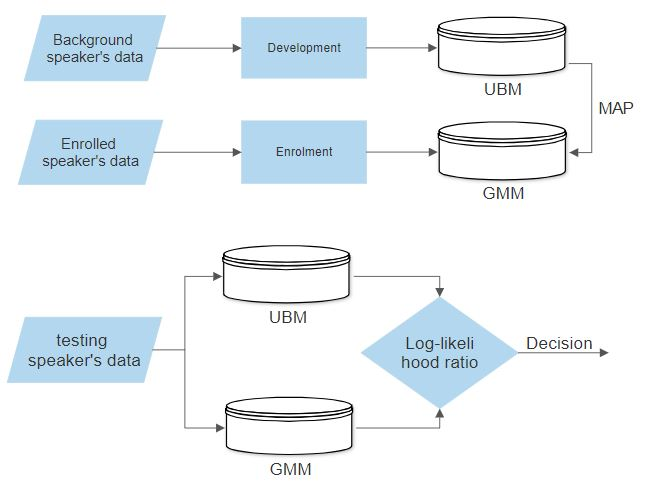 Background
speaker's data
Development
UBM
MAP
Enrolled
speaker's data
Enrolment
GMM
testing
speaker's data
UBM
GMM
Log-likeli
hood ratio
Decision